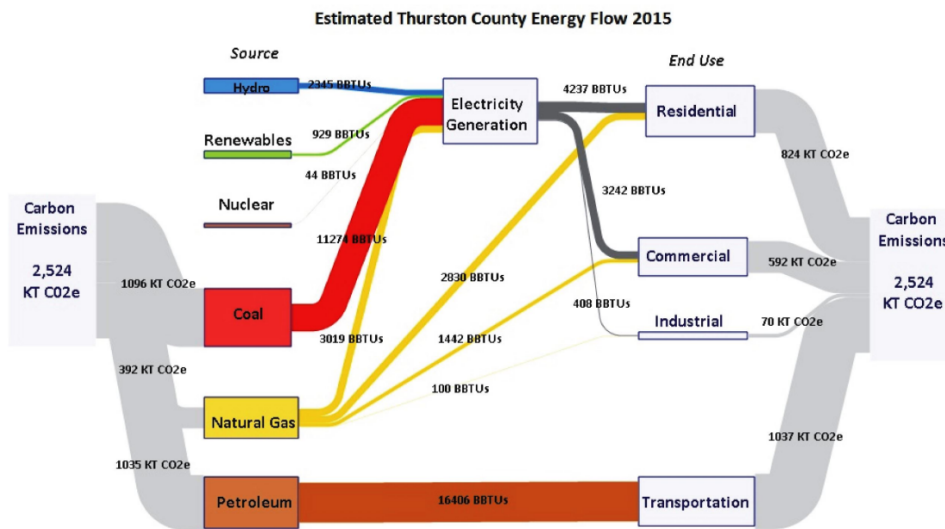 Estimated Thurston County Energy Flow 2015
Source
End Use
Hydro
2345 BBTUs
Electricity
Generation
4237 BBTUs
Residential
Renewables
929 BBTUs
44 BBTUs
824 KT CO2e
Nuclear
3242 BBTUs
Carbon
Emissions
2,524
KT C02e
11274 BBTUs
Carbon
Emissions
2,524
KT CO2e
1096 KT CO2e
2830 BBTUs
Commercial
592 KT CO2e
Coal
408 BBTUs
Industrial
70 KT CO2e
3019 BBTUs
1442 BBTUs
392 KT CO2e
100 BBTUs
Natural Gas
1037 KT CO2e
1035 KT CO2e
Petroleum
16406 BBTUs
Transportation